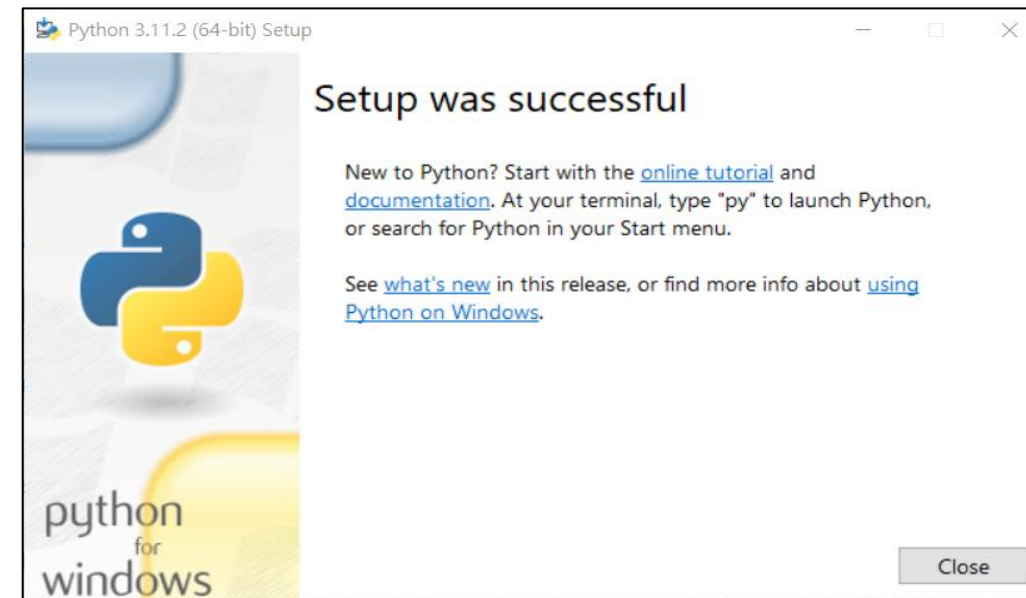 Python 3.11.2 (64-bit) Setup
Setup was successful
New to Python? Start with the online tutorial and
documentation. At your terminal, type "py" to launch Python,
or search for Python in your Start menu.
See what's new in this release, or find more info about using
Python on Windows.
python
for
windows
Close